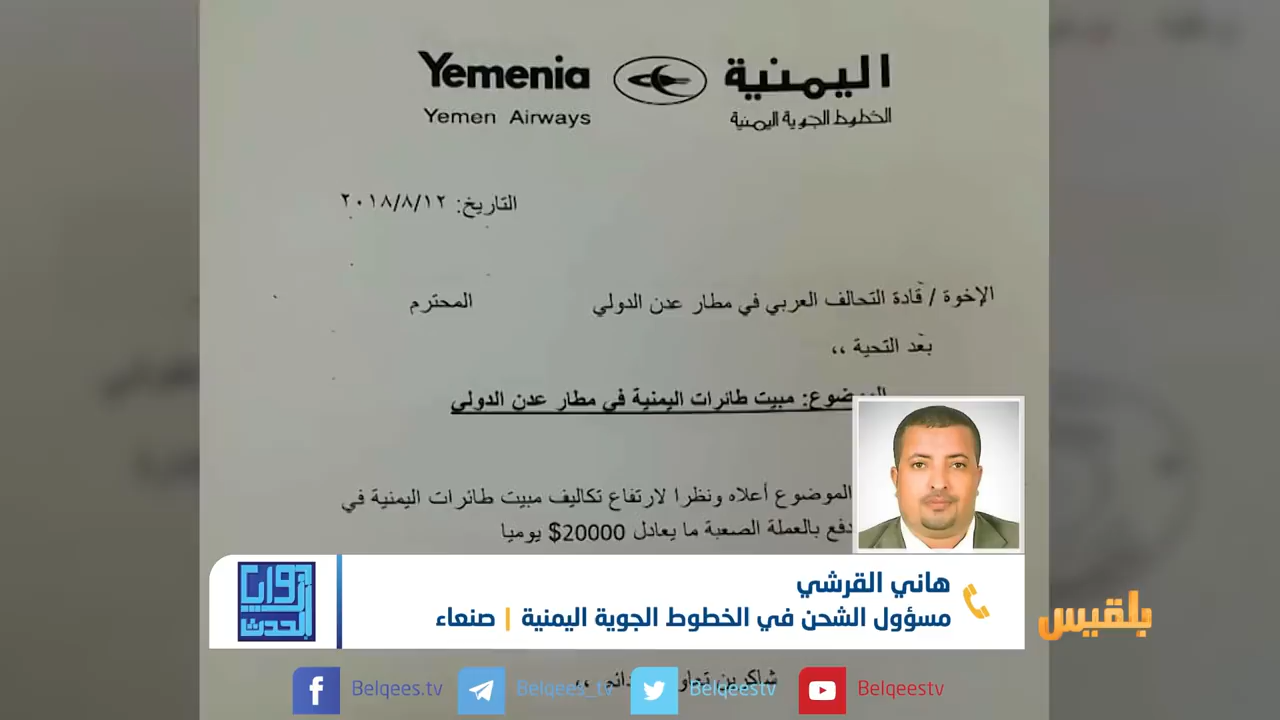 Yemenia اليمنية
Yemen Airways الخطوط الجوية اليمنية
التاريخ: ٢٠١٨/٨/١٢
الإخوة / قادة التحالف العربي في مطار عدن الدولي المحترم
بعد التحية ،،
الموضوع: مبيت طائرات اليمنية في مطار عدن الدولي
الموضوع أعلاه ونظرا لارتفاع تكاليف مبيت طائرات اليمنية في
دفع بالعملة الصعبة ما يعادل 20000$ يوميا
هاني القرشي
مسؤول الشحن في الخطوط الجوية اليمنية | صنعاء
أبواب الحدث
بلقيس
شاكرين
Belqees.tv
Belqees_tv
Belqeestv
Belqeestv